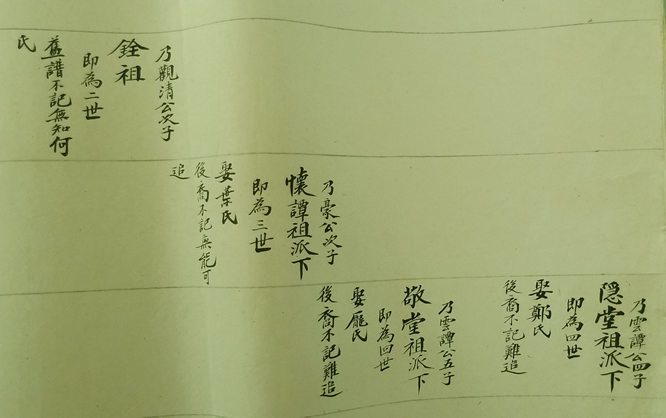 乃觀清公次子
銓祖
即為二世
舊譜不記無知何
氏
乃豪公次子
懷譚祖派下
即為三世
娶葉氏
後裔不記無能可
追
乃雲譚公四子
隠堂祖派下
即為四世
娶鄭氏
後裔不記難追
乃雲譚公五子
敬堂祖派下
即為四世
娶龐氏
後裔不記難追